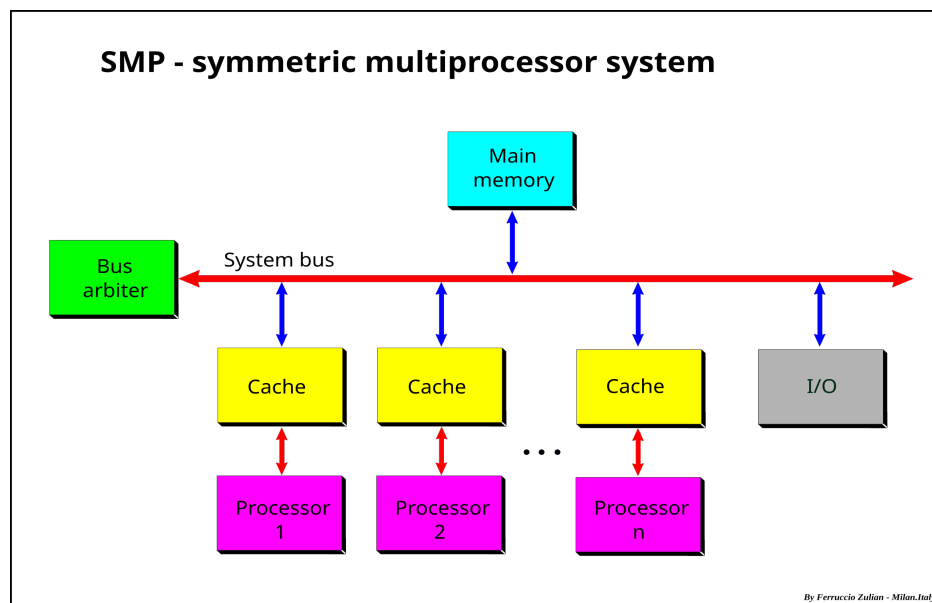 SMP - symmetric multiprocessor system
Main
memory
Bus
arbiter
System bus
Cache
Cache
Cache
I/O
...
Processor
1
Processor
2
Processor
n
By Ferruccio Zulian - Milan.Italy